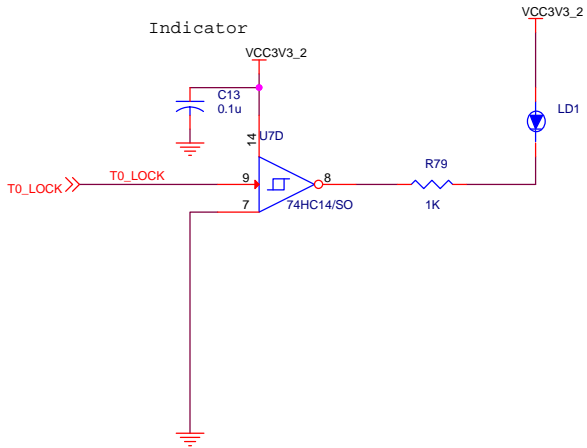 Indicator
VCC3V3_2
VCC3V3_2
C13
0.1u
14
U7D
LD1
T0_LOCK
T0_LOCK
9
8
R79
7
74HC14/SO
1K